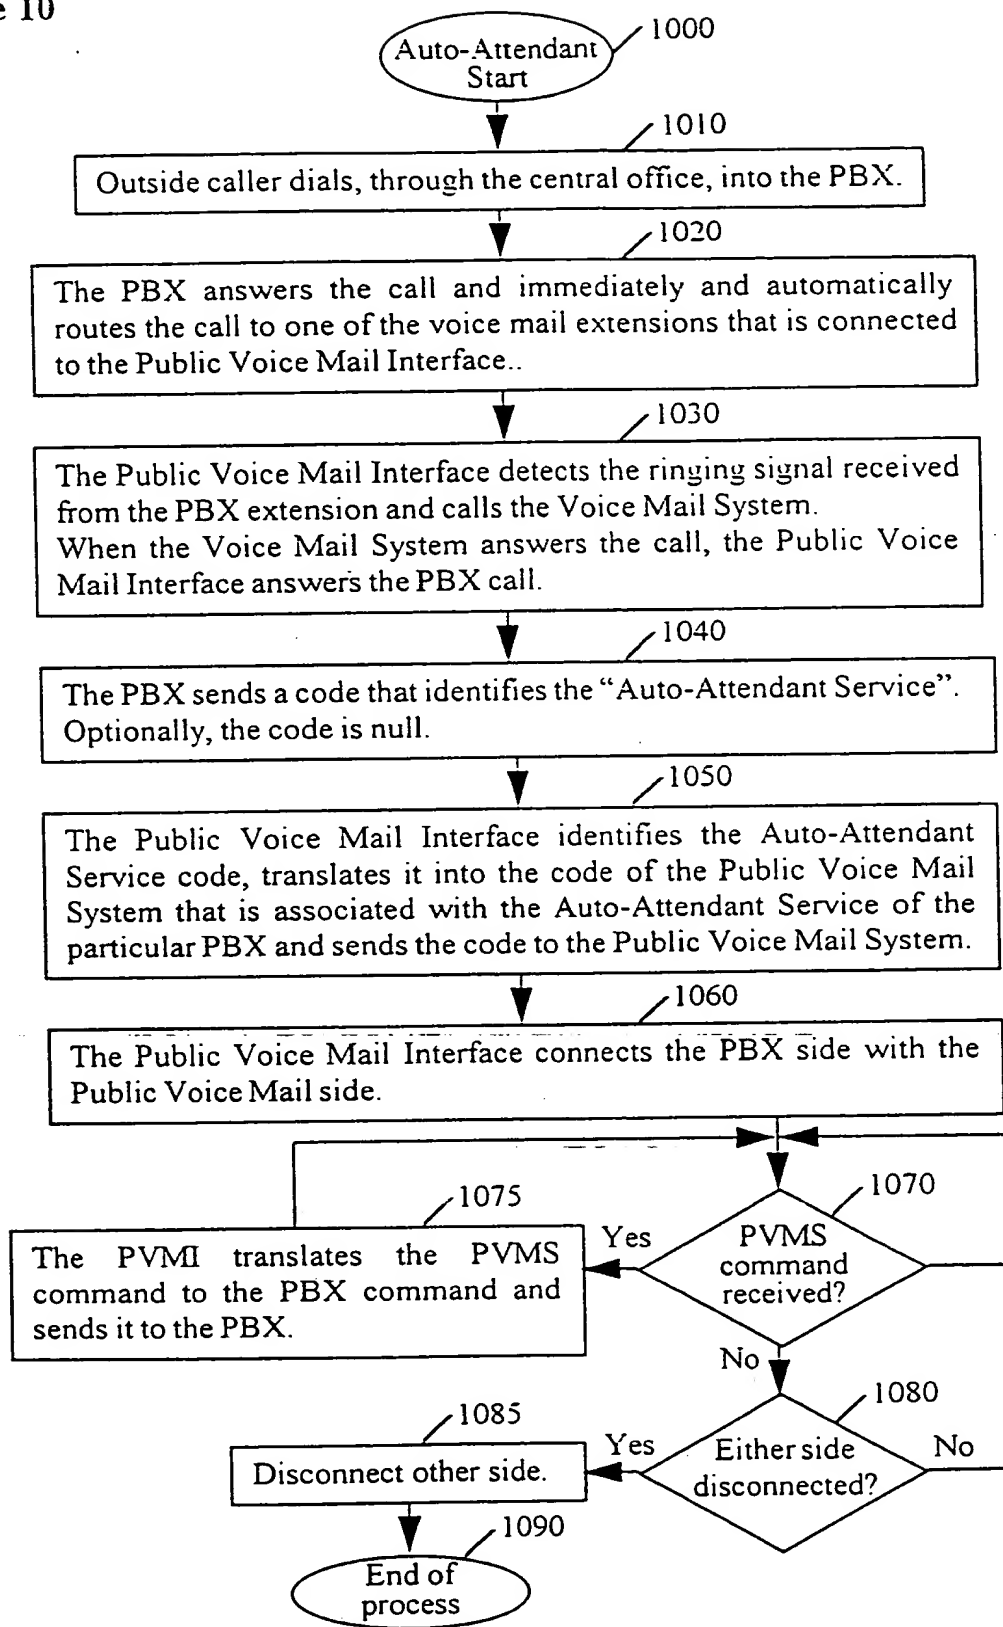 e 10
1000
Auto-Attendant
Start
1010
Outside caller dials, through the central office, into the PBX.
1020
The PBX answers the call and immediately and automatically
routes the call to one of the voice mail extensions that is connected
to the Public Voice Mail Interface..
1030
The Public Voice Mail Interface detects the ringing signal received
from the PBX extension and calls the Voice Mail System.
When the Voice Mail System answers the call, the Public Voice
Mail Interface answers the PBX call.
1040
The PBX sends a code that identifies the “Auto-Attendant Service”.
Optionally, the code is null.
1050
The Public Voice Mail Interface identifies the Auto-Attendant
Service code, translates it into the code of the Public Voice Mail
System that is associated with the Auto-Attendant Service of the
particular PBX and sends the code to the Public Voice Mail System.
1060
The Public Voice Mail Interface connects the PBX side with the
Public Voice Mail side.
1070
PVMS
command
received?
Yes
1075
The PVMI translates the PVMS
command to the PBX command and
sends it to the PBX.
No
1080
Either side
disconnected?
No
Yes
1085
Disconnect other side.
1090
End of
process